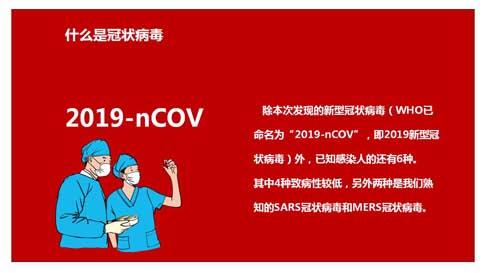 什么是冠状病毒
2019-nCOV
除本次发现的新型冠状病毒（WHO已
命名为“2019-nCOV”，即2019新型冠
状病毒）外，已知感染人的还有6种。
其中4种致病性较低，另外两种是我们熟
知的SARS冠状病毒和MERS冠状病毒。